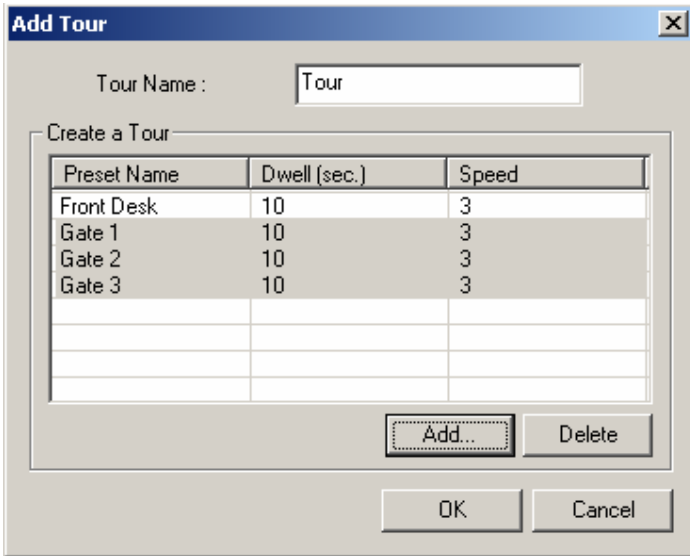 Add Tour
Tour Name : Tour
Create a Tour
Preset Name Dwell (sec.) Speed
Front Desk 10 3
Gate 1 10 3
Gate 2 10 3
Gate 3 10 3
Add... Delete
OK Cancel